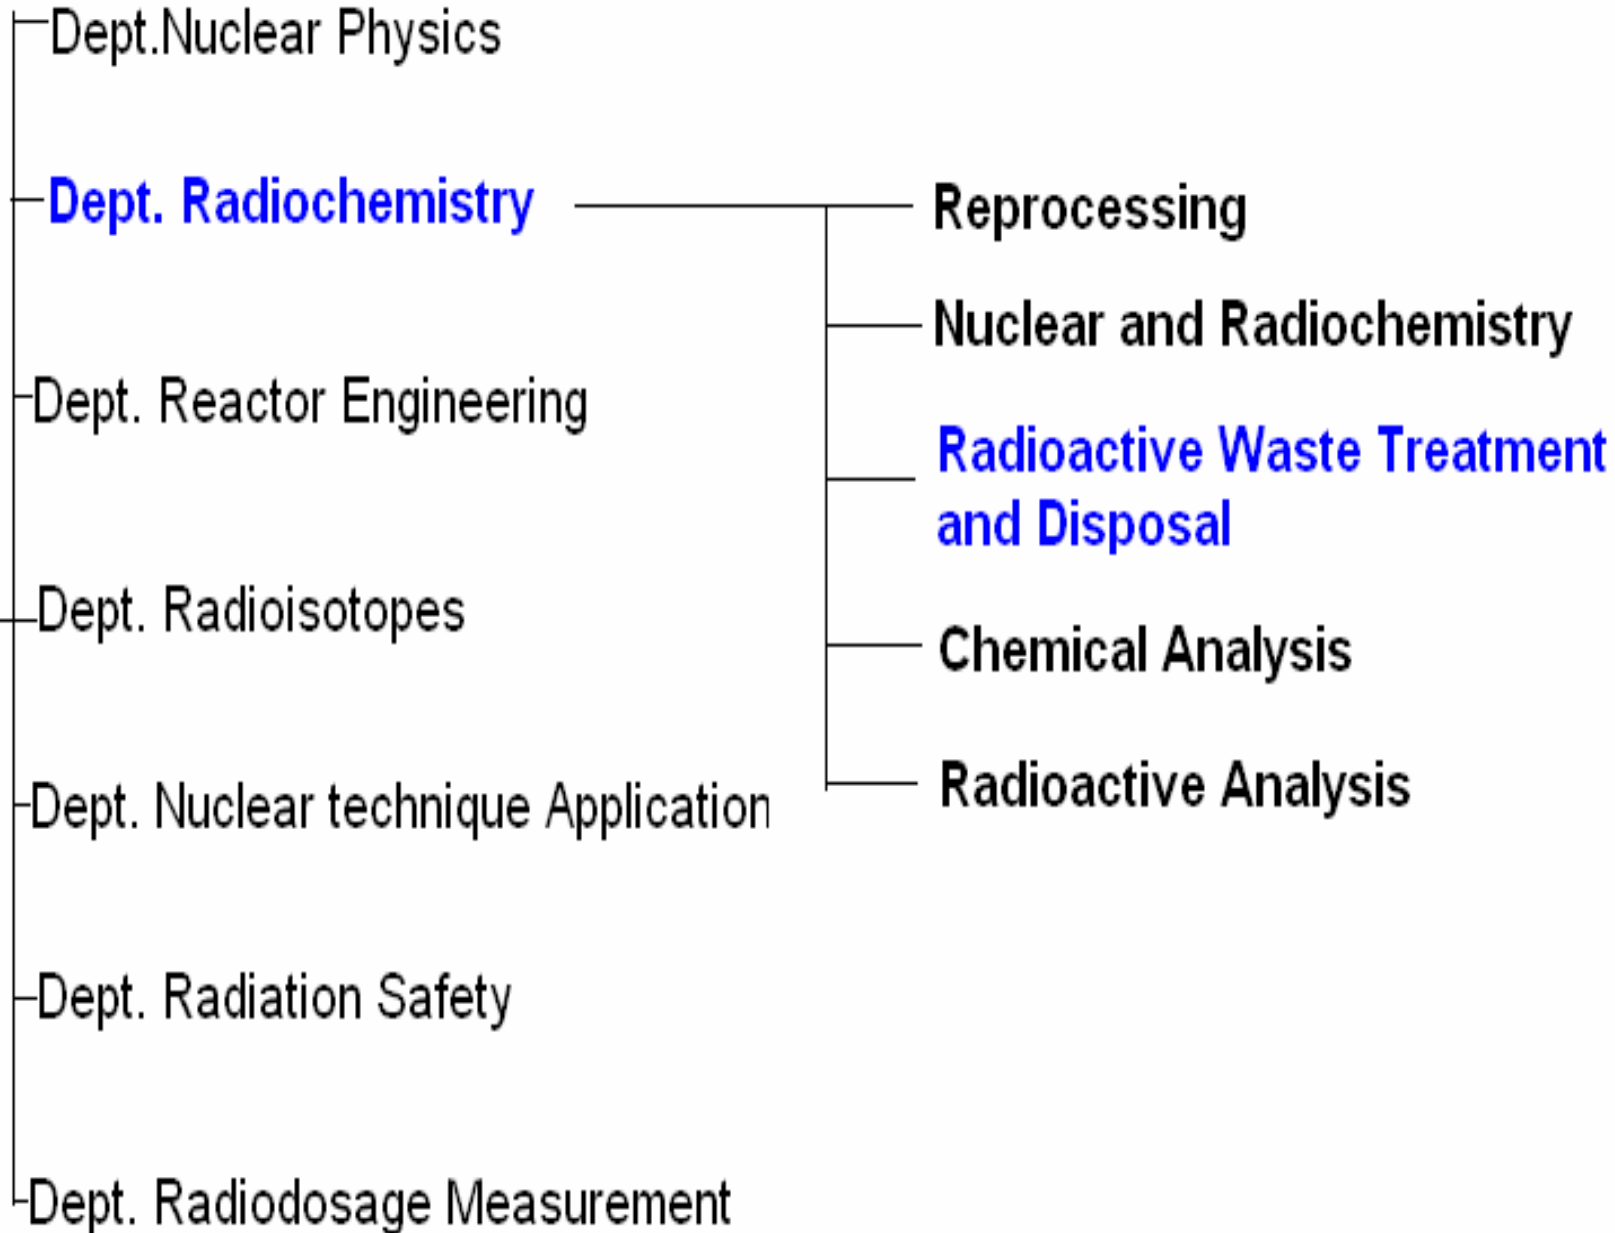 Dept.Nuclear Physics
Dept. Radiochemistry
Reprocessing
Nuclear and Radiochemistry
Radioactive Waste Treatment
and Disposal
Chemical Analysis
Radioactive Analysis
Dept. Reactor Engineering
Dept. Radioisotopes
Dept. Nuclear technique Application
Dept. Radiation Safety
Dept. Radiodosage Measurement